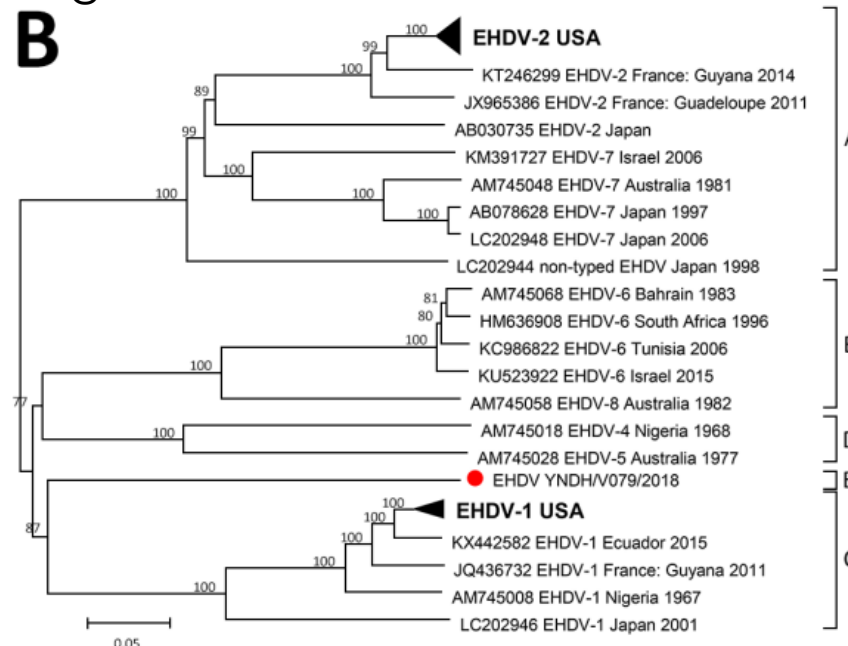 B
100
EHDV-2 USA
99
100
KT246299 EHDV-2 France: Guyana 2014
JX965386 EHDV-2 France: Guadeloupe 2011
89
AB030735 EHDV-2 Japan
99
KM391727 EHDV-7 Israel 2006
100
AM745048 EHDV-7 Australia 1981
100
AB078628 EHDV-7 Japan 1997
100
LC202948 EHDV-7 Japan 2006
100
LC202944 non-typed EHDV Japan 1998
AM745068 EHDV-6 Bahrain 1983
81
HM636908 EHDV-6 South Africa 1996
80
KC986822 EHDV-6 Tunisia 2006
100
KU523922 EHDV-6 Israel 2015
100
AM745058 EHDV-8 Australia 1982
77
AM745018 EHDV-4 Nigeria 1968
100
AM745028 EHDV-5 Australia 1977
EHDV YNDH/V079/2018
100
EHDV-1 USA
100
87
KX442582 EHDV-1 Ecuador 2015
100
JQ436732 EHDV-1 France: Guyana 2011
100
AM745008 EHDV-1 Nigeria 1967
100
LC202946 EHDV-1 Japan 2001
0.05